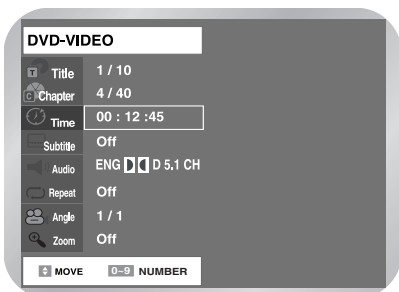 DVD-VIDEO
T Title 1 / 10
C Chapter 4 / 40
Time 00 : 12 :45
Subtitle Off
Audio ENG D 5.1 CH
Repeat Off
Angle 1 / 1
Zoom Off
MOVE 0–9 NUMBER